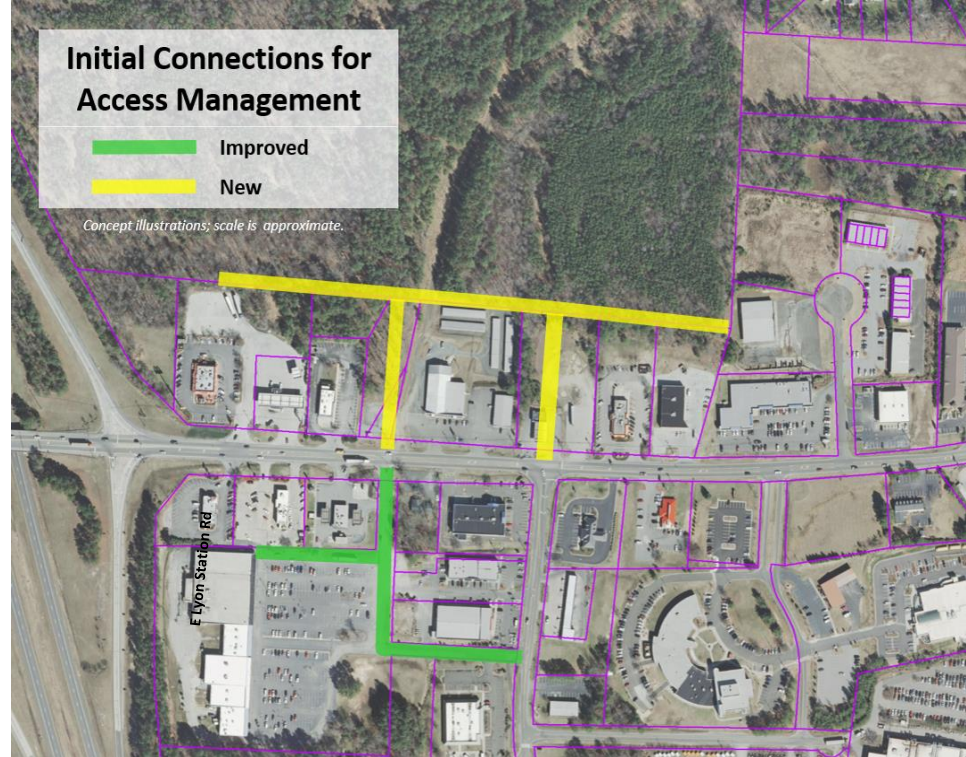 Initial Connections for
Access Management
Improved
New
Concept illustrations; scale is approximate.
E Lyon Station Rd